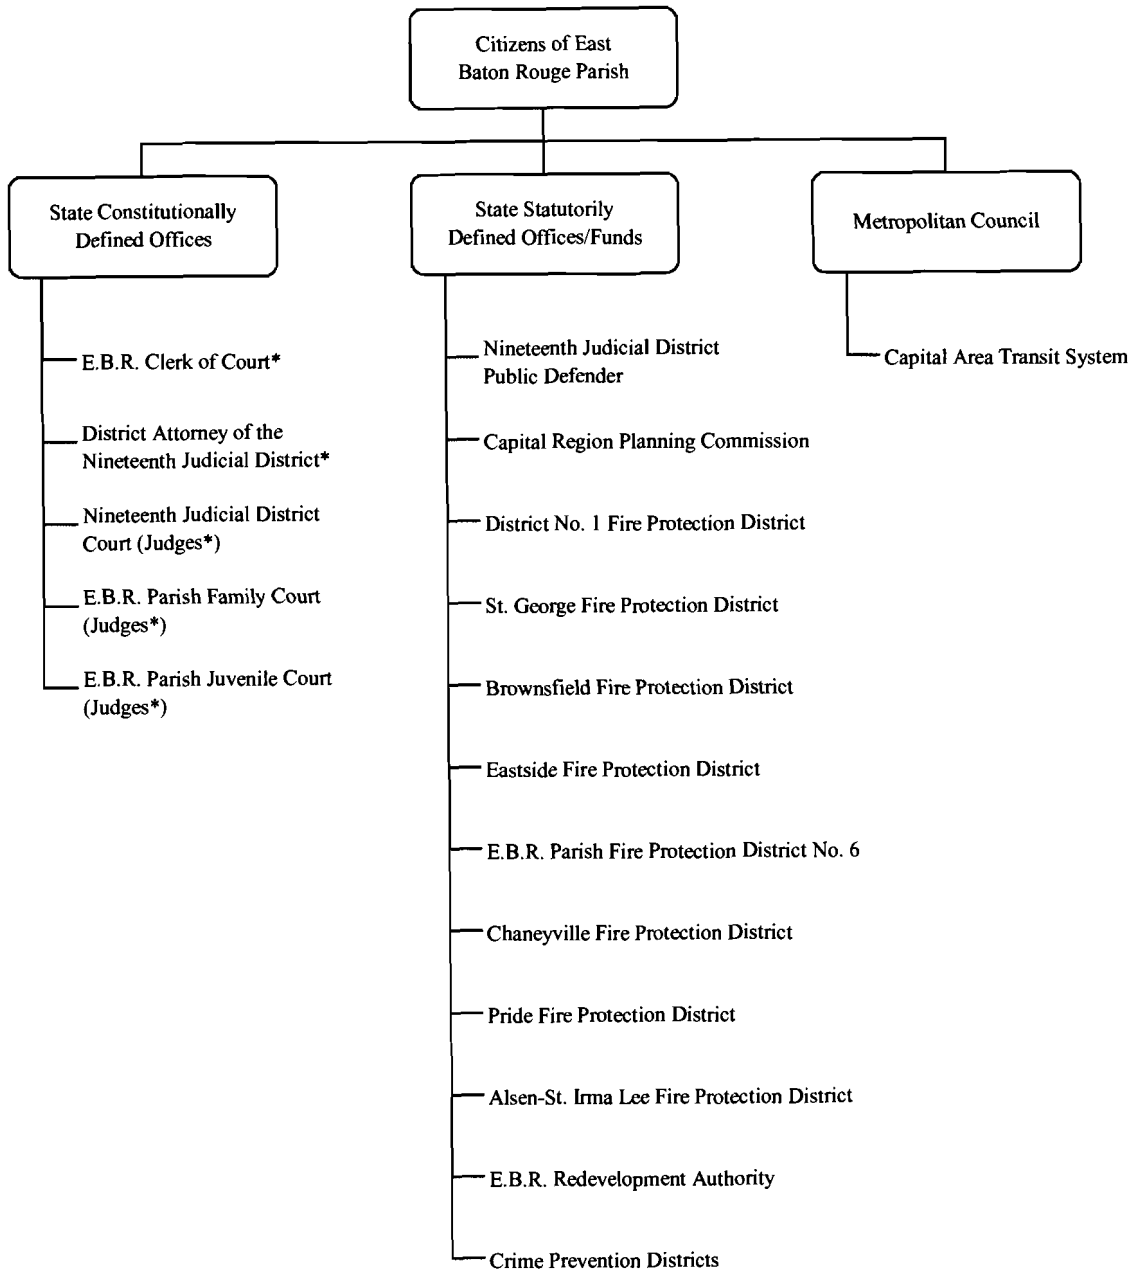 Citizens of East
Baton Rouge Parish
State Constitutionally
Defined Offices
E.B.R. Clerk of Court*
District Attorney of the
Nineteenth Judicial District*
Nineteenth Judicial District
Court (Judges*)
E.B.R. Parish Family Court
(Judges*)
E.B.R. Parish Juvenile Court
(Judges*)
State Statutorily
Defined Offices/Funds
Nineteenth Judicial District
Public Defender
Capital Region Planning Commission
District No. 1 Fire Protection District
St. George Fire Protection District
Brownsfield Fire Protection District
Eastside Fire Protection District
E.B.R. Parish Fire Protection District No. 6
Chaneyville Fire Protection District
Pride Fire Protection District
Alsen-St. Irma Lee Fire Protection District
E.B.R. Redevelopment Authority
Crime Prevention Districts
Metropolitan Council
Capital Area Transit System